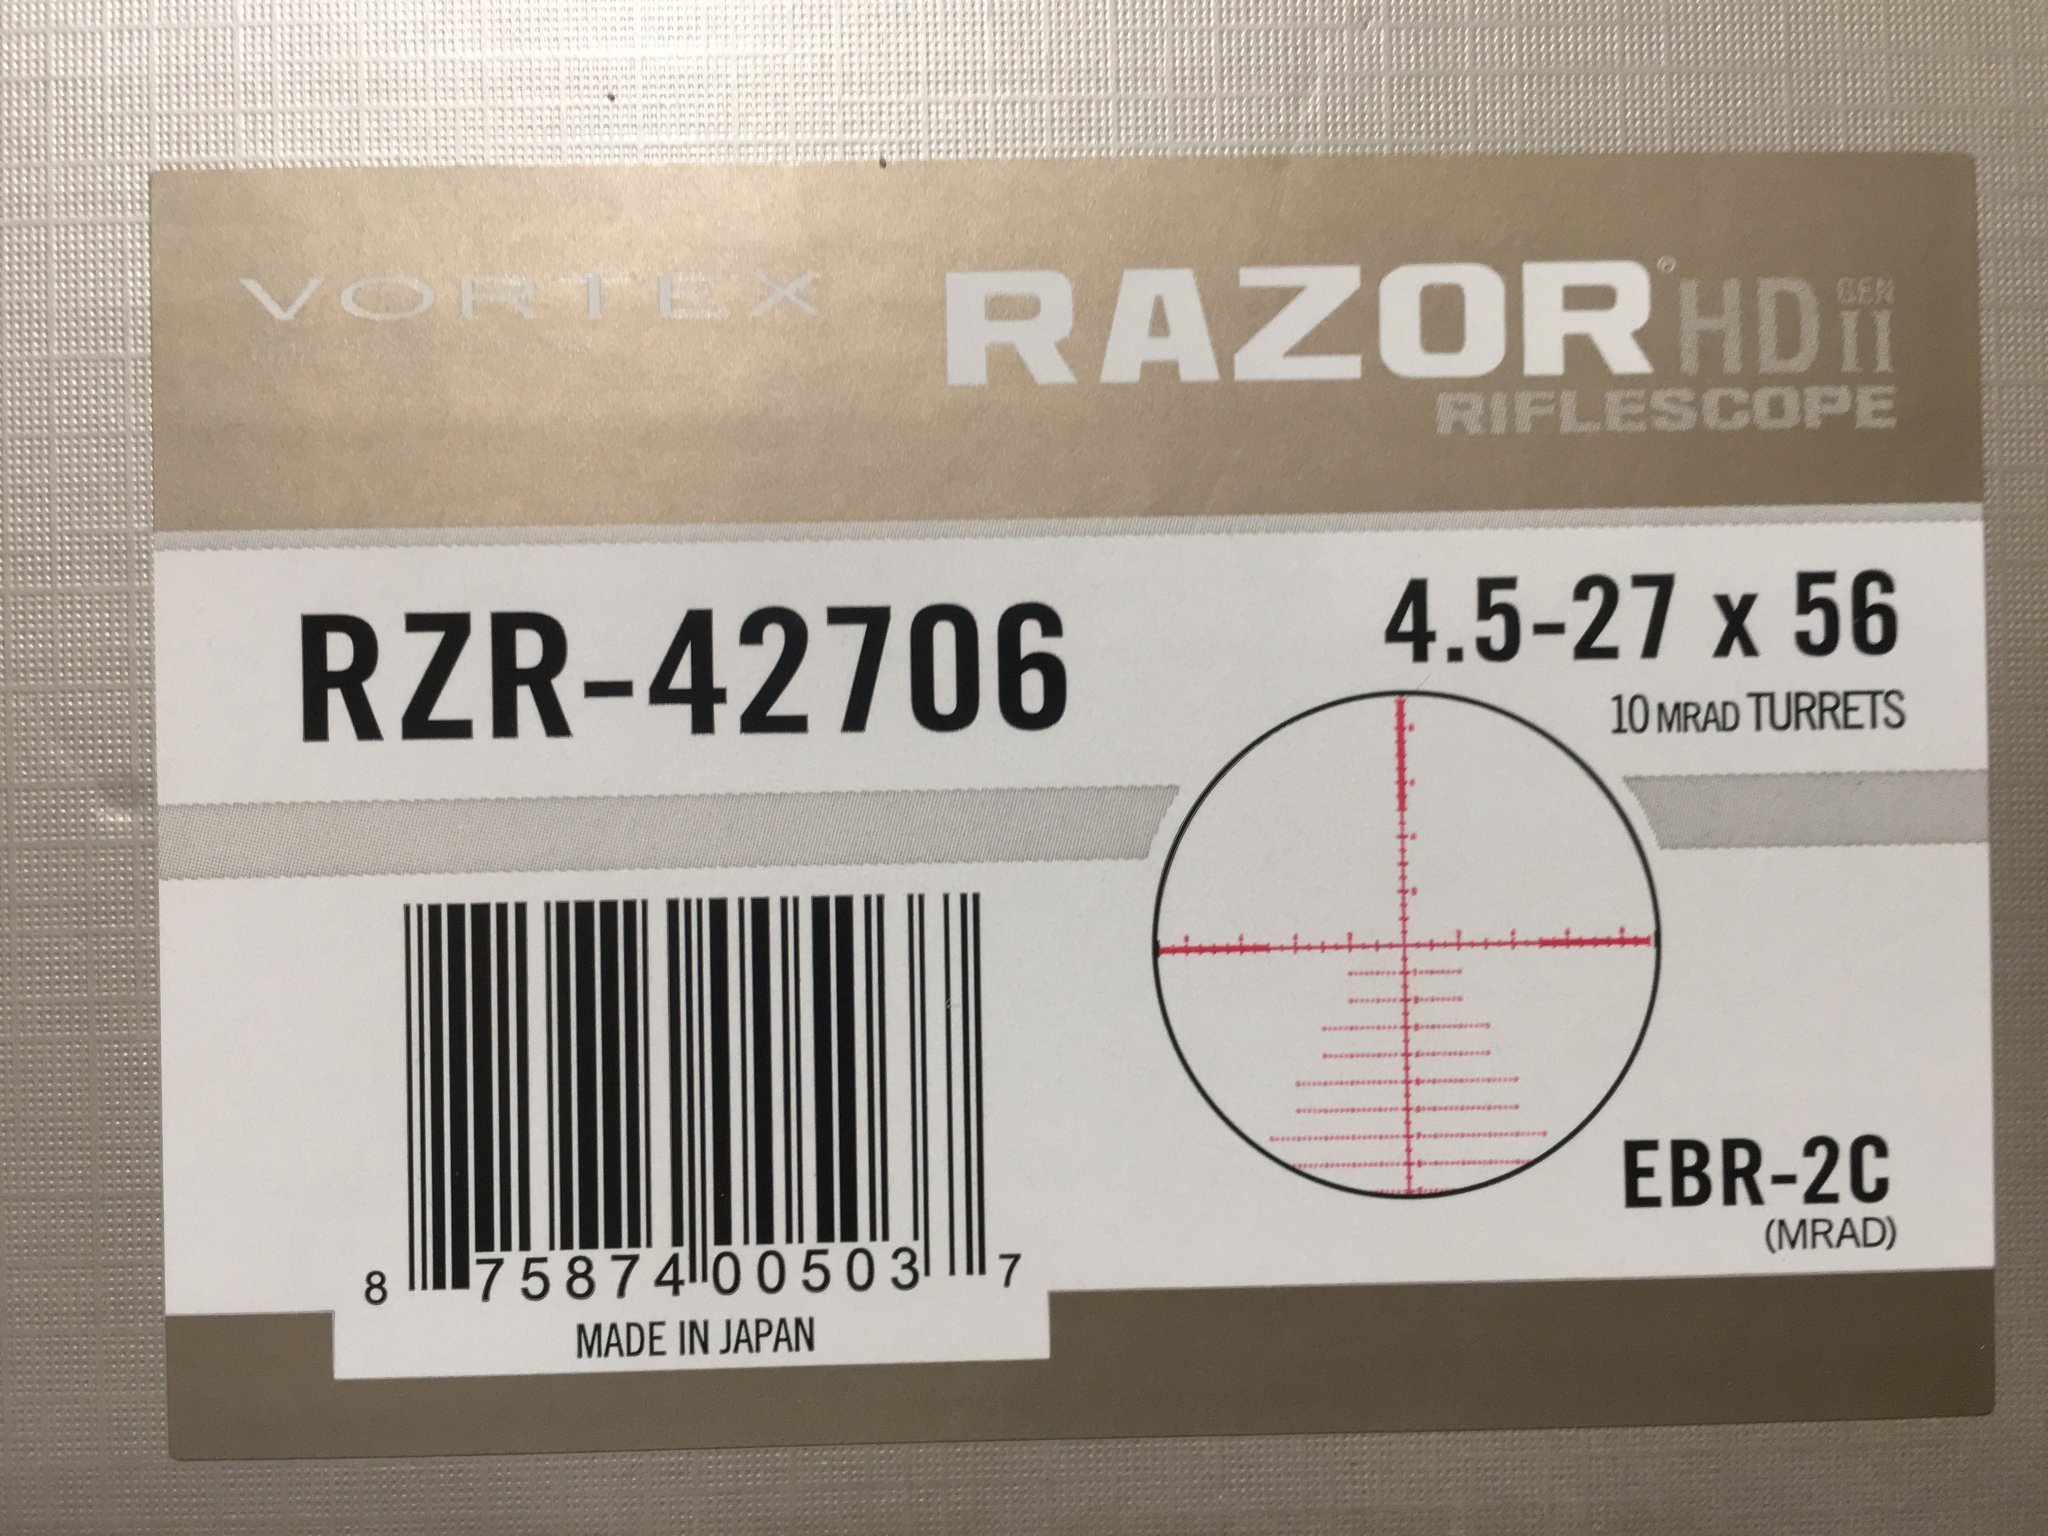 VORTEX RAZOR® HD GEN II
RIFLESCOPE
RZR-42706
4.5-27 x 56
10 MRAD TURRETS
EBR-2C
(MRAD)
8 75874 00503 7
MADE IN JAPAN